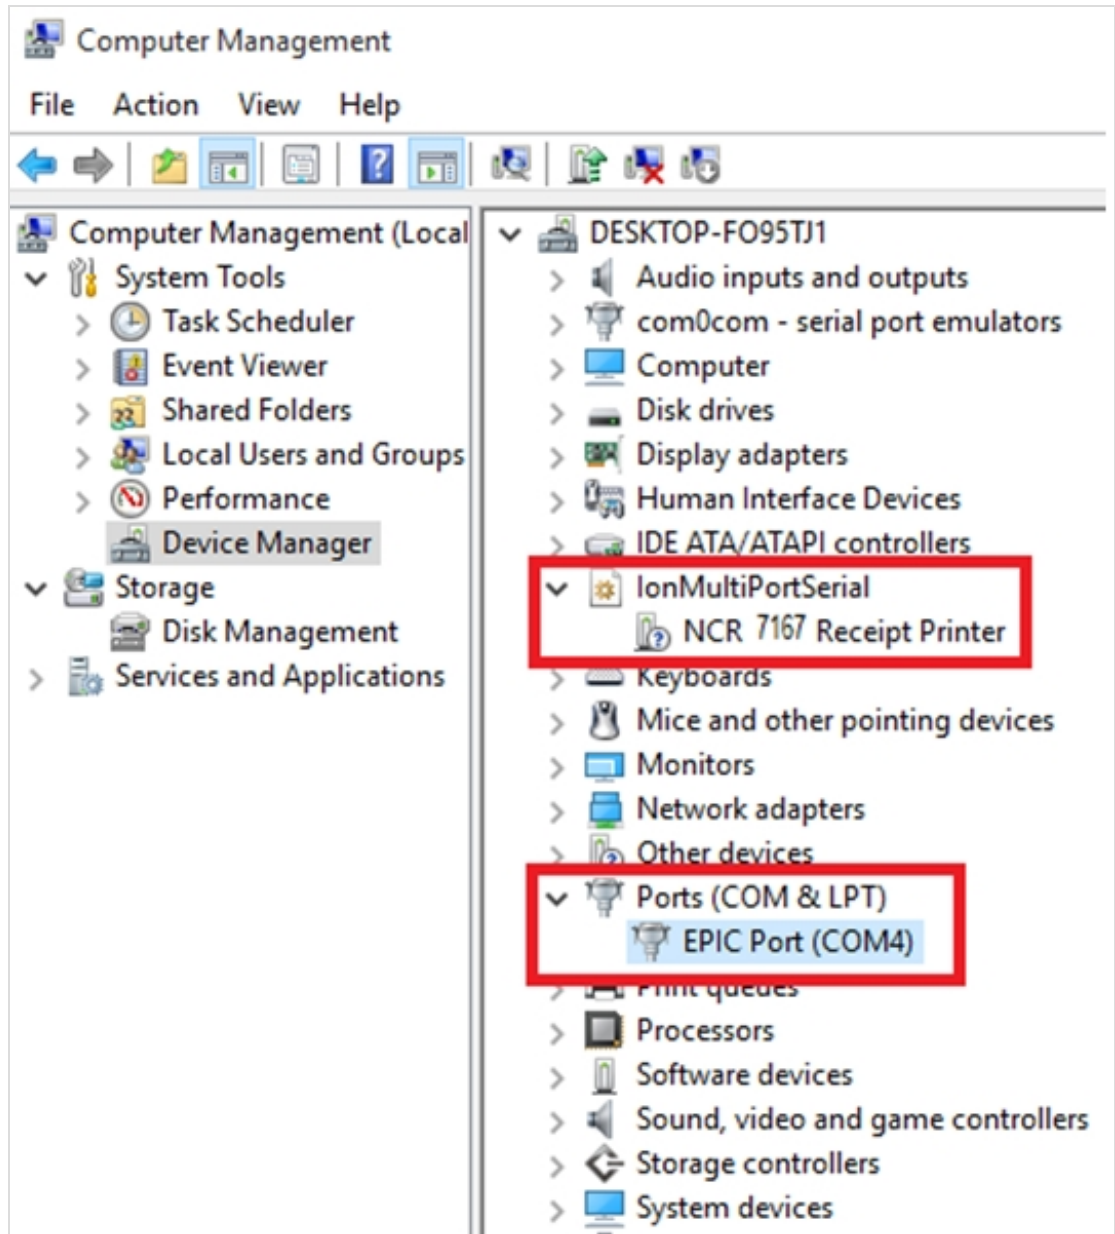 Computer Management
File Action View Help
Computer Management (Local
System Tools
Task Scheduler
Event Viewer
Shared Folders
Local Users and Groups
Performance
Device Manager
Storage
Disk Management
Services and Applications
DESKTOP-FO95TJ1
Audio inputs and outputs
com0com - serial port emulators
Computer
Disk drives
Display adapters
Human Interface Devices
IDE ATA/ATAPI controllers
IonMultiPortSerial
NCR 7167 Receipt Printer
Keyboards
Mice and other pointing devices
Monitors
Network adapters
Other devices
Ports (COM & LPT)
EPIC Port (COM4)
Print queues
Processors
Software devices
Sound, video and game controllers
Storage controllers
System devices